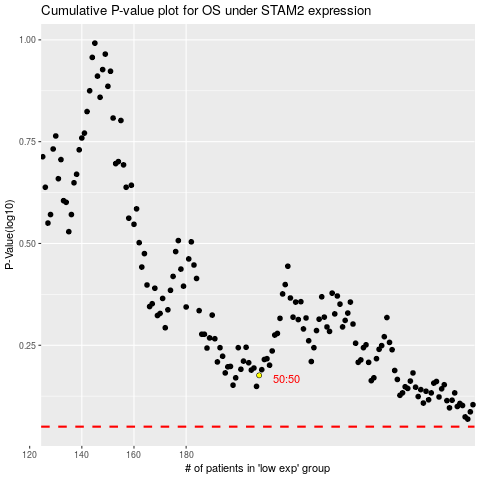 Cumulative P-value plot for OS under STAM2 expression
1.00
0.75
0.50
0.25
50:50
120 140 160 180
# of patients in 'low exp' group
P-Value(log10)